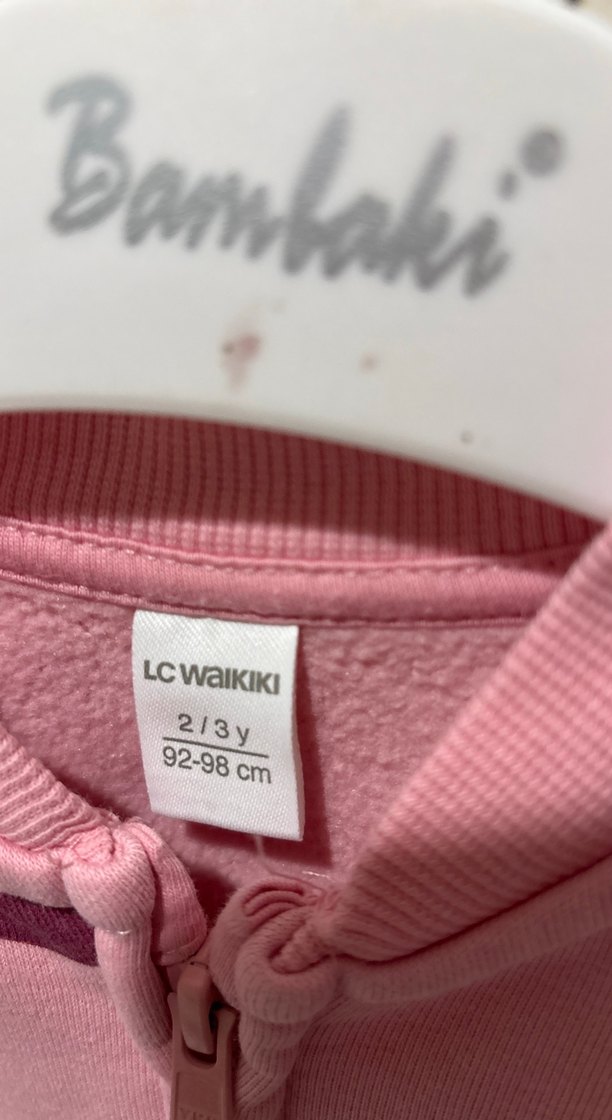 Bambaki
LC WAIKIKI
2 / 3 y
92-98 cm